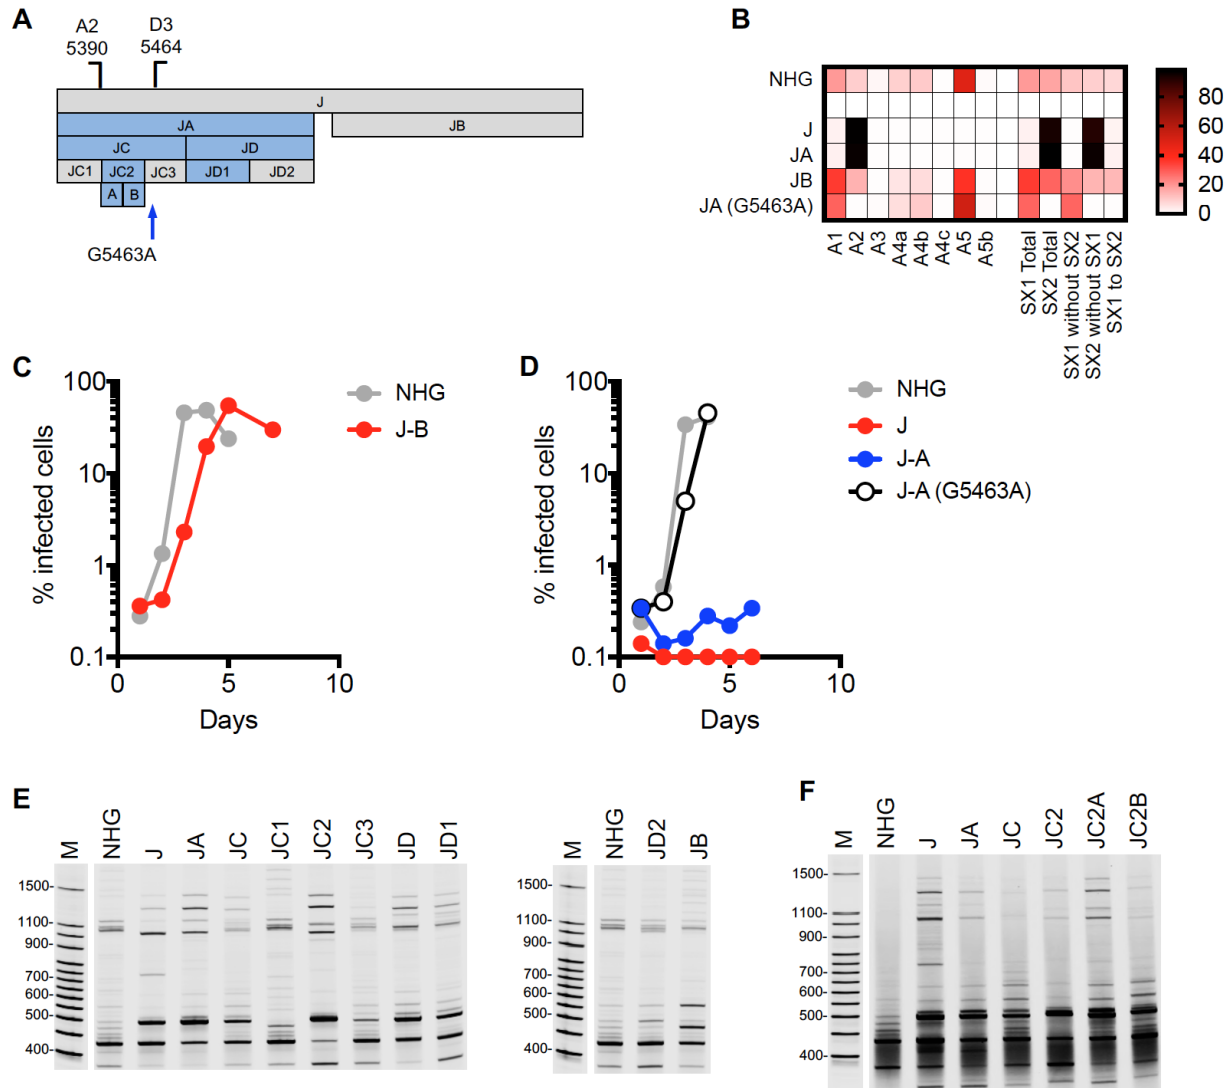 A
A2
5390
D3
5464
J
JA
JB
JC
JD
JC1
JC2
JC3
JD1
JD2
A
B
G5463A
B
NHG
J
JA
JB
JA (G5463A)
A1
A2
A3
A4a
A4b
A4c
A5
A5b
SX1 Total
SX2 Total
SX1 without SX2
SX2 without SX1
SX1 to SX2
80
60
40
20
0
C
% infected cells
100
10
1
0.1
0
5
10
Days
NHG
J-B
D
% infected cells
100
10
1
0.1
0
5
10
Days
NHG
J
J-A
J-A (G5463A)
E
M
NHG
J
JA
JC
JC1
JC2
JC3
JD
JD1
1500-
1100-
900-
700-
600-
500-
400-
M
NHG
JD2
JB
1500-
1100-
900-
700-
600-
500-
400-
F
M
NHG
J
JA
JC
JC2
JC2A
JC2B
1500-
1100-
900-
700-
600-
500-
400-